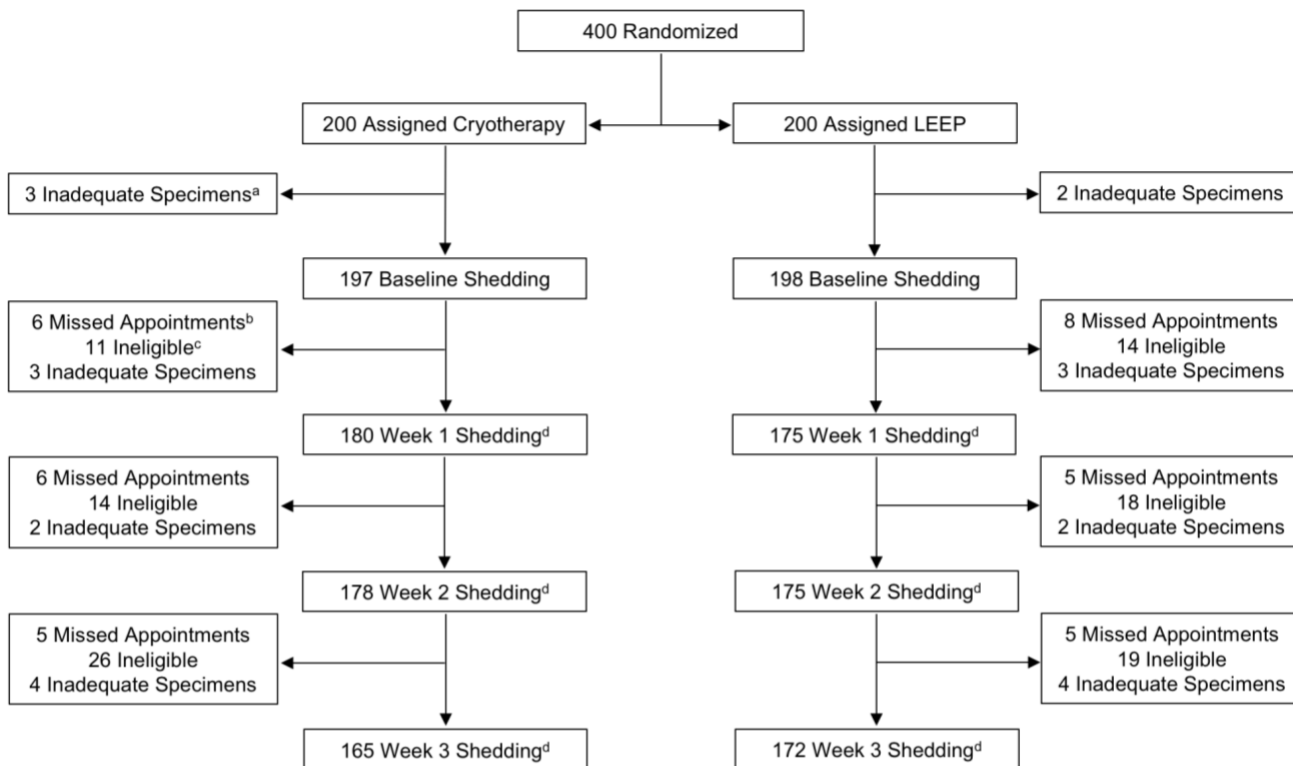 400 Randomized
200 Assigned Cryotherapy
200 Assigned LEEP
3 Inadequate Specimensᵃ
2 Inadequate Specimens
197 Baseline Shedding
198 Baseline Shedding
6 Missed Appointmentsᵇ
11 Ineligibleᶜ
3 Inadequate Specimens
8 Missed Appointments
14 Ineligible
3 Inadequate Specimens
180 Week 1 Sheddingᵈ
175 Week 1 Sheddingᵈ
6 Missed Appointments
14 Ineligible
2 Inadequate Specimens
5 Missed Appointments
18 Ineligible
2 Inadequate Specimens
178 Week 2 Sheddingᵈ
175 Week 2 Sheddingᵈ
5 Missed Appointments
26 Ineligible
4 Inadequate Specimens
5 Missed Appointments
19 Ineligible
4 Inadequate Specimens
165 Week 3 Sheddingᵈ
172 Week 3 Sheddingᵈ